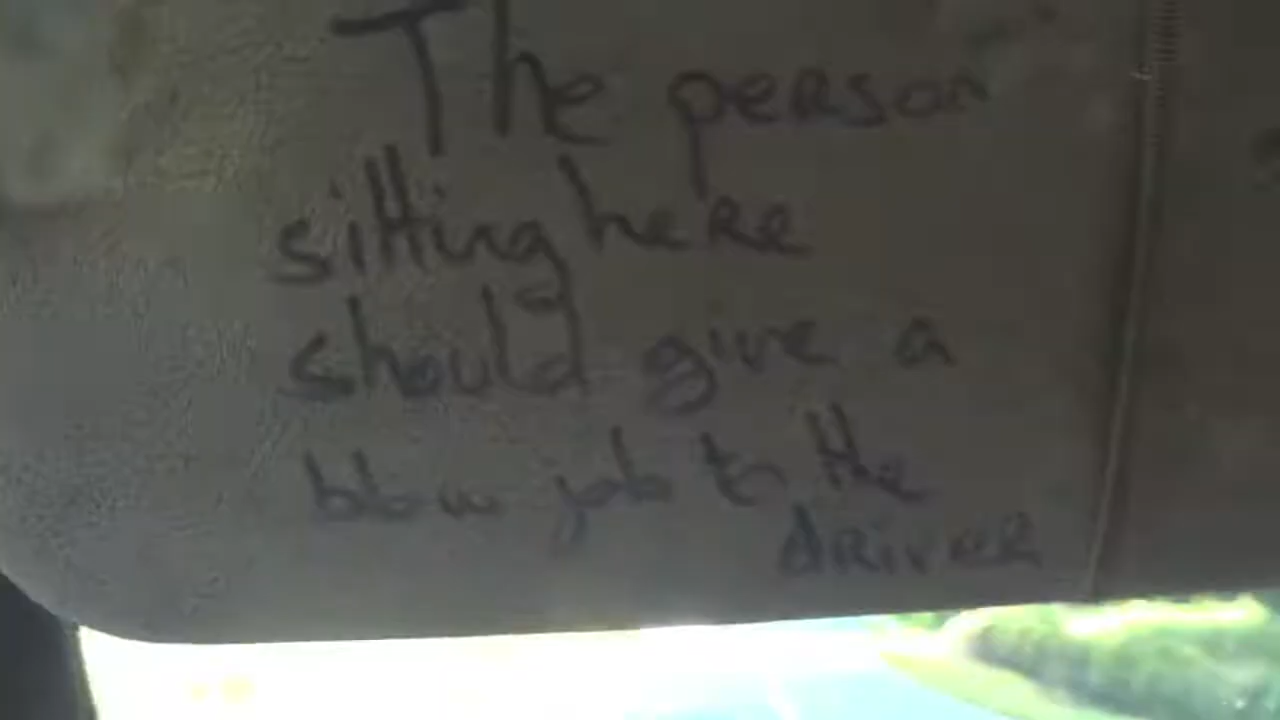 The person
sitting here
should give a
blow job to the
driver